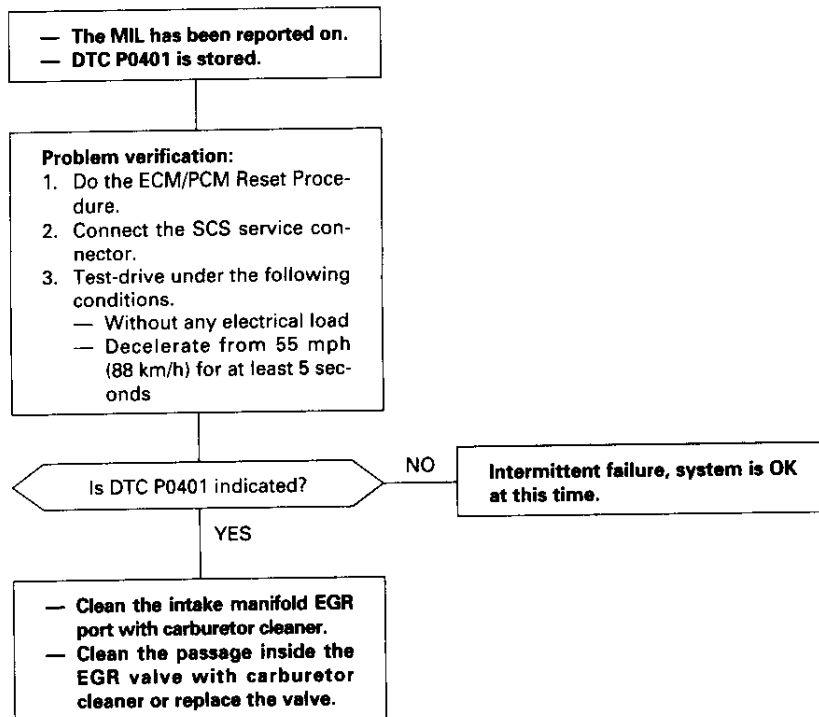 — The MIL has been reported on.
— DTC P0401 is stored.
Problem verification:
1. Do the ECM/PCM Reset Proce-
dure.
2. Connect the SCS service con-
nector.
3. Test-drive under the following
conditions.
— Without any electrical load
— Decelerate from 55 mph
(88 km/h) for at least 5 sec-
onds
Is DTC P0401 indicated?
NO
Intermittent failure, system is OK
at this time.
YES
— Clean the intake manifold EGR
port with carburetor cleaner.
— Clean the passage inside the
EGR valve with carburetor
cleaner or replace the valve.